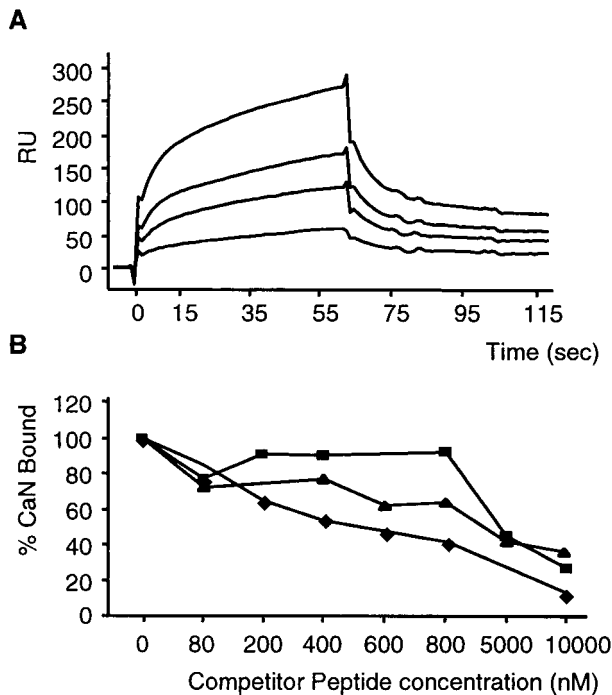 A
300
250
200
150
100
50
0
RU
0 15 35 55 75 95 115
Time (sec)
B
120
100
80
60
40
20
0
% CaN Bound
0 80 200 400 600 800 5000 10000
Competitor Peptide concentration (nM)